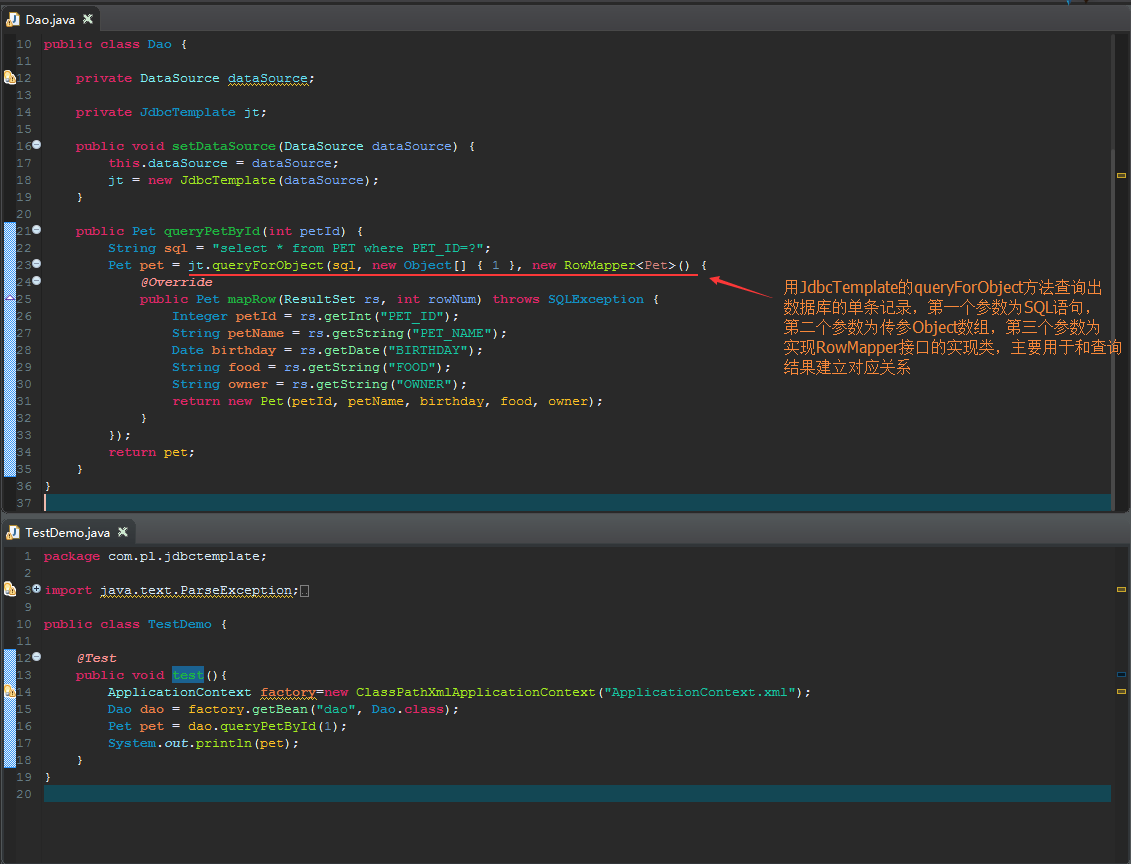 Dao.java
10 public class Dao {
11
12 private DataSource dataSource;
13
14 private JdbcTemplate jt;
15
16 public void setDataSource(DataSource dataSource) {
17 this.dataSource = dataSource;
18 jt = new JdbcTemplate(dataSource);
19 }
20
21 public Pet queryPetById(int petId) {
22 String sql = "select * from PET where PET_ID=?";
23 Pet pet = jt.queryForObject(sql, new Object[] { 1 }, new RowMapper<Pet>() {
24 @Override
25 public Pet mapRow(ResultSet rs, int rowNum) throws SQLException {
26 Integer petId = rs.getInt("PET_ID");
27 String petName = rs.getString("PET_NAME");
28 Date birthday = rs.getDate("BIRTHDAY");
29 String food = rs.getString("FOOD");
30 String owner = rs.getString("OWNER");
31 return new Pet(petId, petName, birthday, food, owner);
32 }
33 });
34 return pet;
35 }
36 }
37
用JdbcTemplate的queryForObject方法查询出
数据库的单条记录，第一个参数为SQL语句，
第二个参数为传参Object数组，第三个参数为
实现RowMapper接口的实现类，主要用于和查询
结果建立对应关系
TestDemo.java
1 package com.pl.jdbctemplate;
2
3 import java.text.ParseException;
9
10 public class TestDemo {
11
12 @Test
13 public void test(){
14 ApplicationContext factory=new ClassPathXmlApplicationContext("ApplicationContext.xml");
15 Dao dao = factory.getBean("dao", Dao.class);
16 Pet pet = dao.queryPetById(1);
17 System.out.println(pet);
18 }
19 }
20